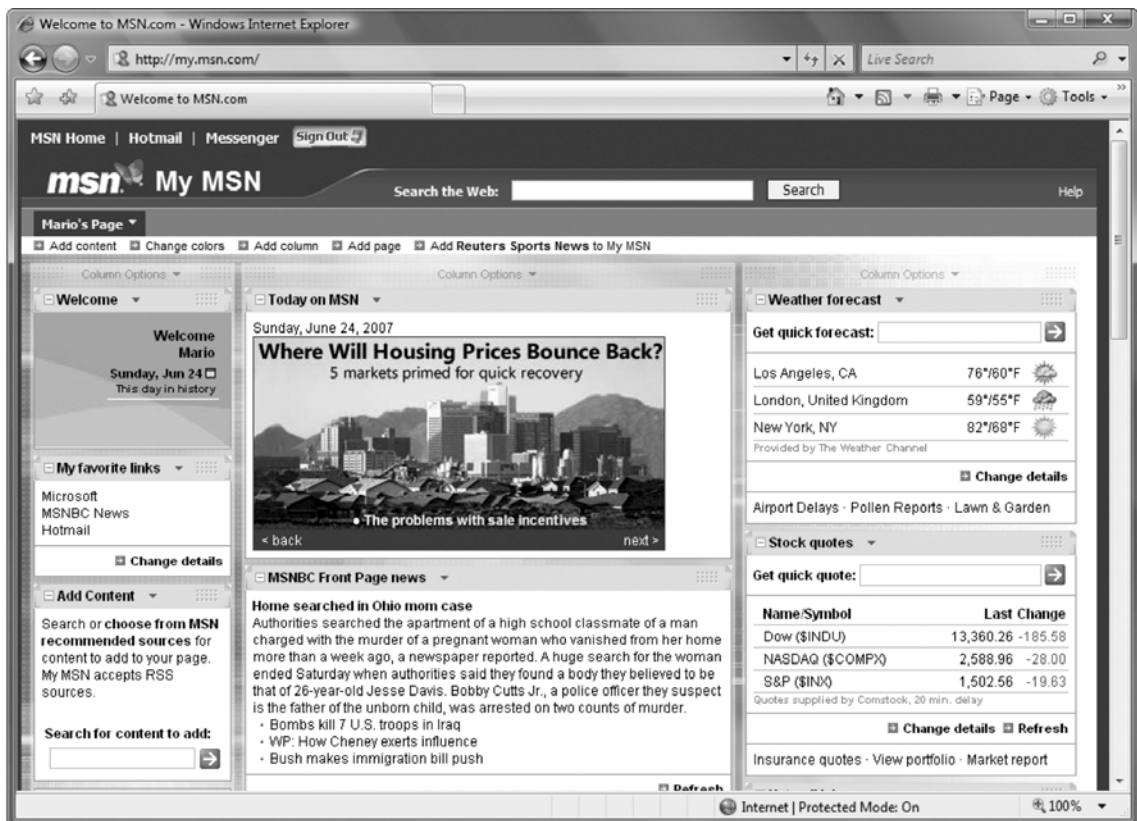 Welcome to MSN.com - Windows Internet Explorer
http://my.msn.com/
Live Search
Welcome to MSN.com
Page
Tools
MSN Home | Hotmail | Messenger
Sign Out
msn My MSN
Search the Web:
Search
Help
Mario's Page
Add content
Change colors
Add column
Add page
Add Reuters Sports News to My MSN
Column Options
Welcome
Welcome
Mario
Sunday, Jun 24
This day in history
My favorite links
Microsoft
MSNBC News
Hotmail
Change details
Add Content
Search or choose from MSN
recommended sources for
content to add to your page.
My MSN accepts RSS
sources.
Search for content to add:
Column Options
Today on MSN
Sunday, June 24, 2007
Where Will Housing Prices Bounce Back?
5 markets primed for quick recovery
• The problems with sale incentives
< back
next >
MSNBC Front Page news
Home searched in Ohio mom case
Authorities searched the apartment of a high school classmate of a man
charged with the murder of a pregnant woman who vanished from her home
more than a week ago, a newspaper reported. A huge search for the woman
ended Saturday when authorities said they found a body they believed to be
that of 26-year-old Jesse Davis. Bobby Cutts Jr., a police officer they suspect
is the father of the unborn child, was arrested on two counts of murder.
· Bombs kill 7 U.S. troops in Iraq
· WP: How Cheney exerts influence
· Bush makes immigration bill push
Refresh
Column Options
Weather forecast
Get quick forecast:
Los Angeles, CA 76°/60°F
London, United Kingdom 59°/55°F
New York, NY 82°/68°F
Provided by The Weather Channel
Change details
Airport Delays · Pollen Reports · Lawn & Garden
Stock quotes
Get quick quote:
Name/Symbol Last Change
Dow ($INDU) 13,360.26 -185.58
NASDAQ ($COMPX) 2,588.96 -28.00
S&P ($INX) 1,502.56 -19.63
Quotes supplied by Comstock, 20 min. delay
Change details Refresh
Insurance quotes · View portfolio · Market report
Internet | Protected Mode: On
100%